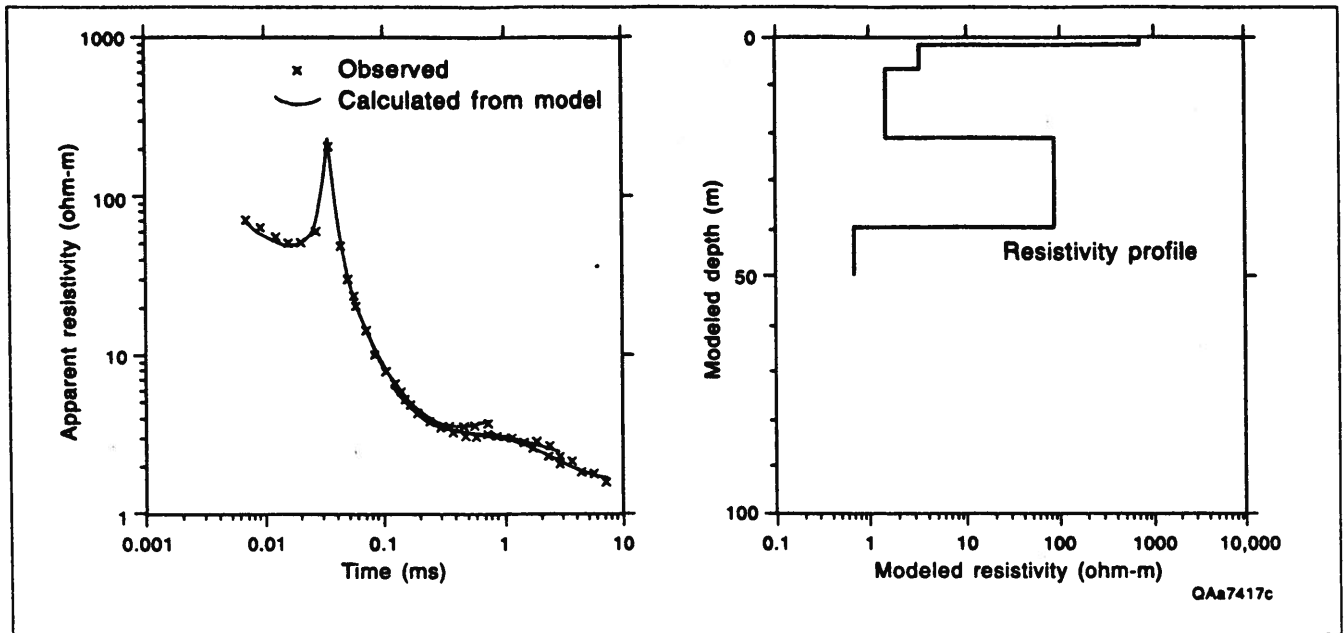 1000
100
10
1
Apparent resistivity (ohm-m)
x Observed
Calculated from model
0.001 0.01 0.1 1 10
Time (ms)
0
50
100
Modeled depth (m)
Resistivity profile
0.1 1 10 100 1000 10,000
Modeled resistivity (ohm-m)
QAa7417c